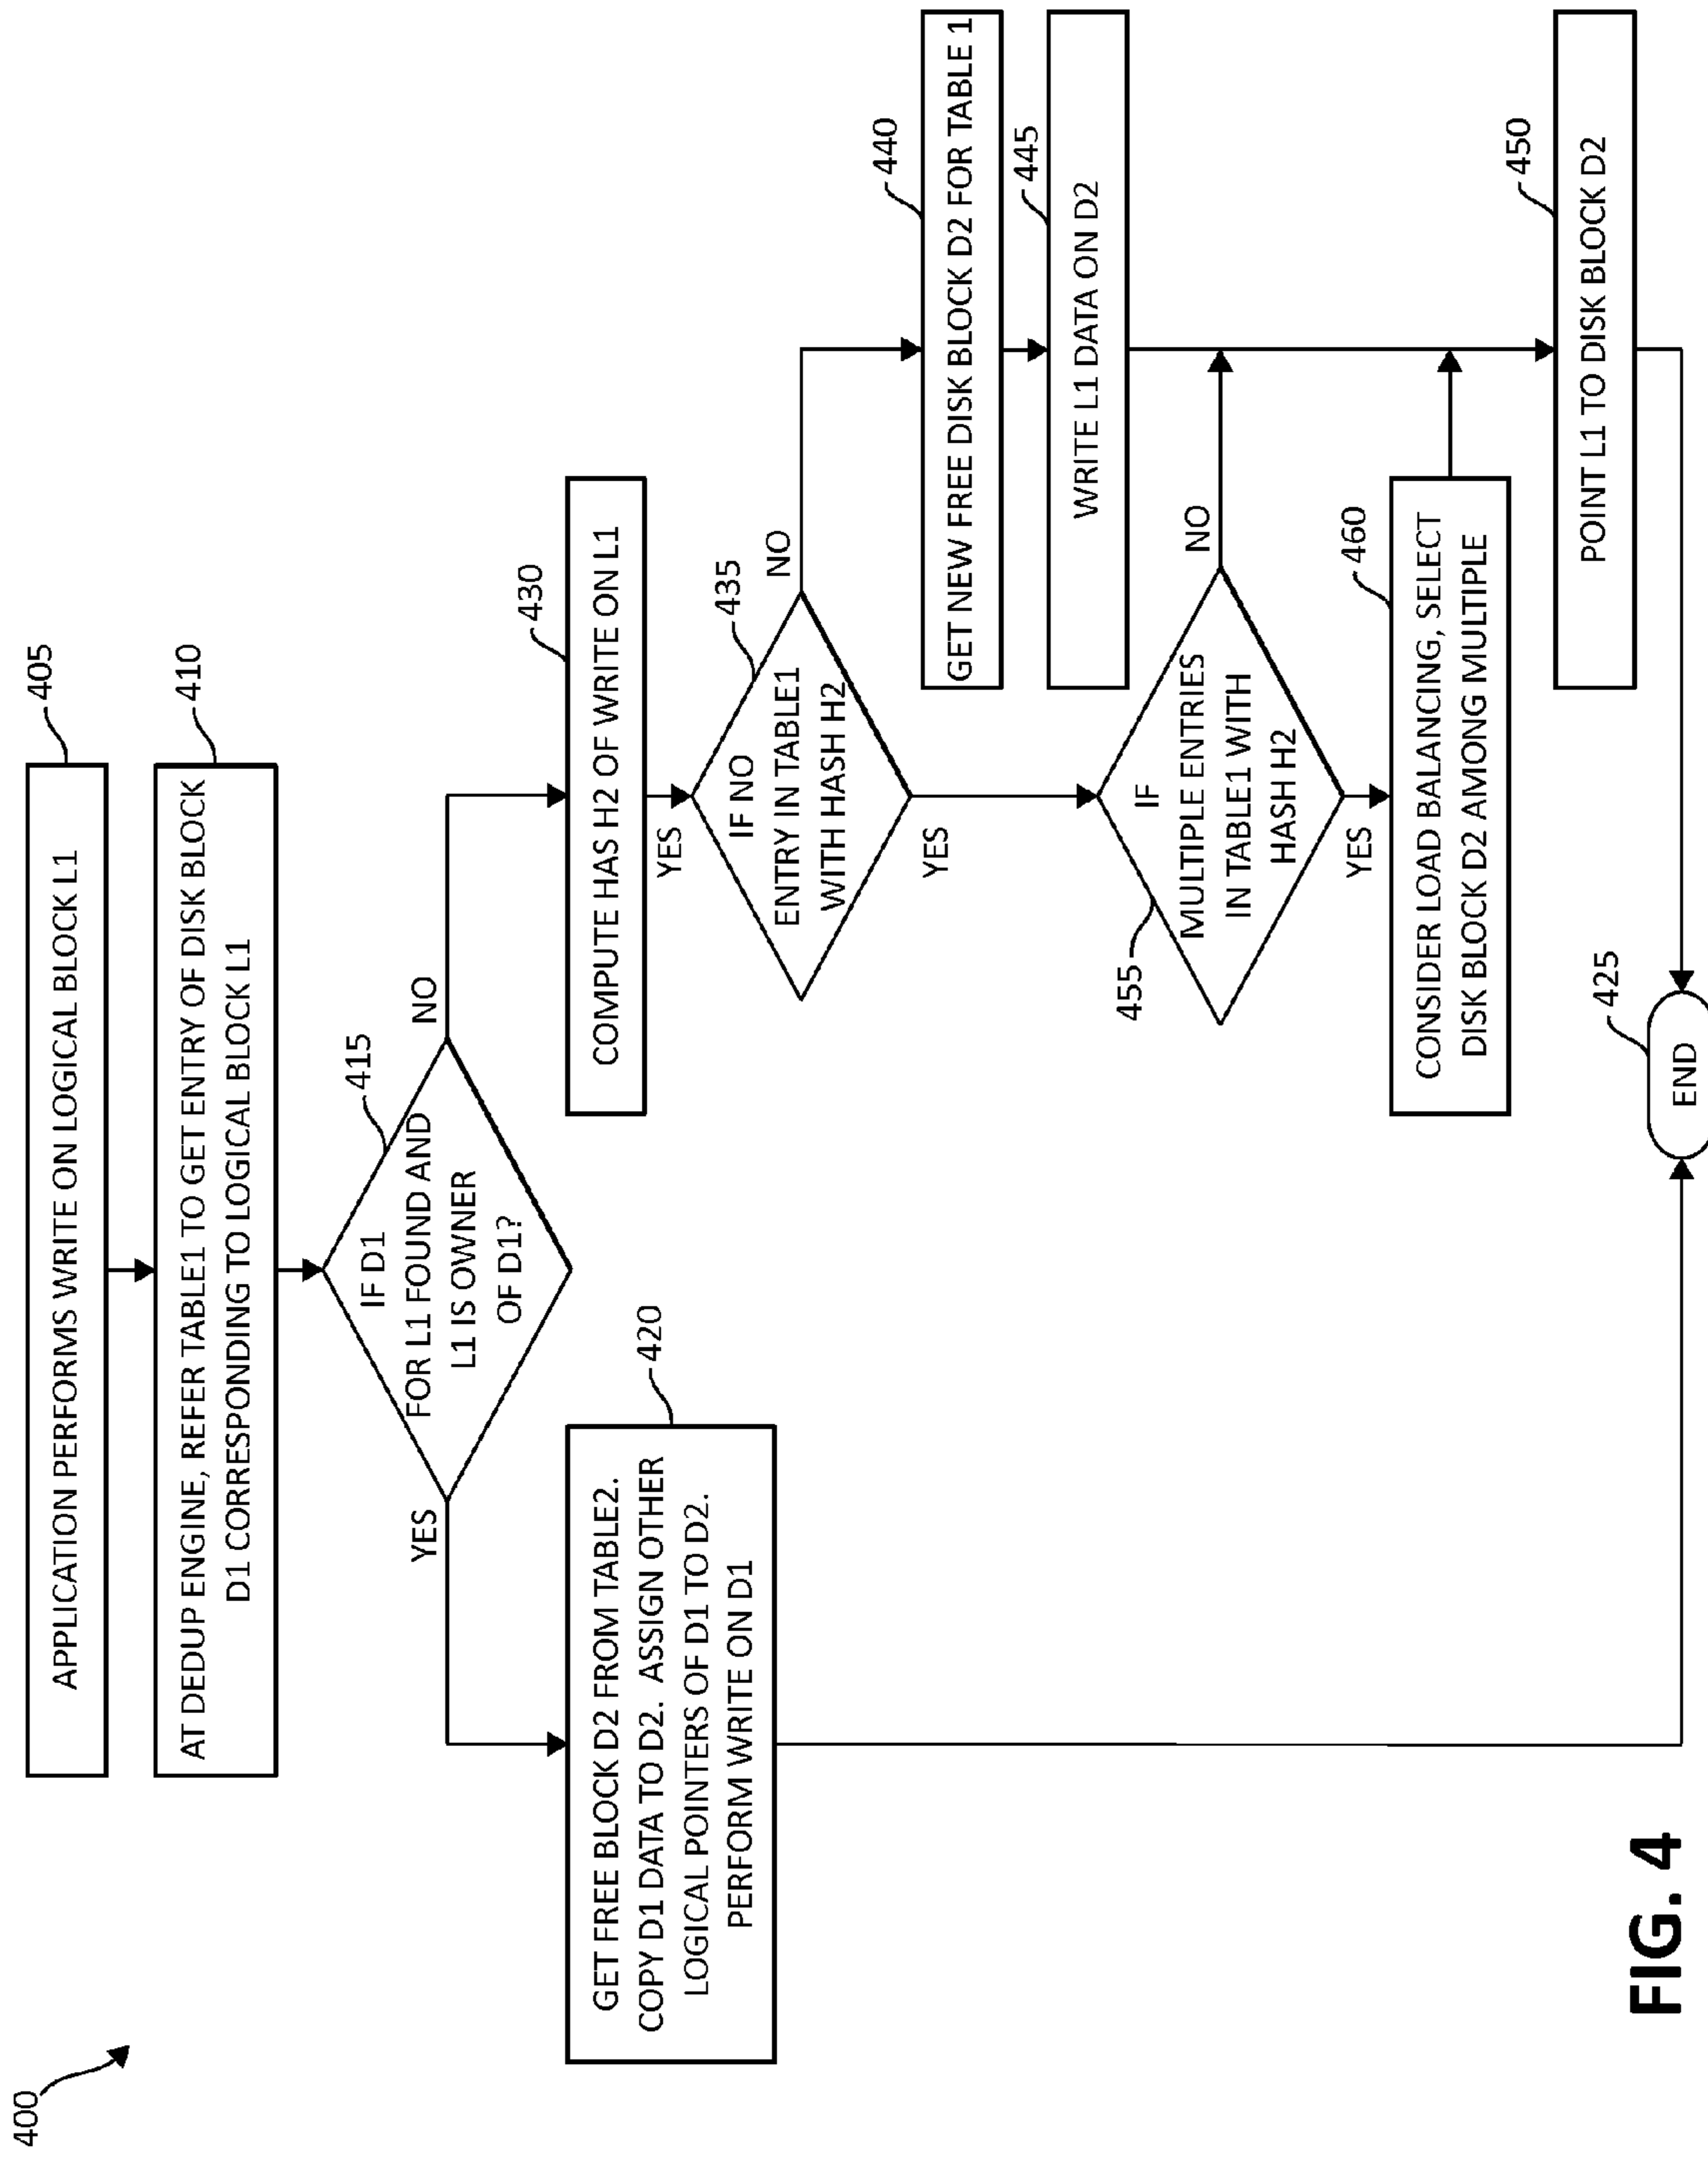 400
405
APPLICATION PERFORMS WRITE ON LOGICAL BLOCK L1
410
AT DEDUP ENGINE, REFER TABLE1 TO GET ENTRY OF DISK BLOCK
D1 CORRESPONDING TO LOGICAL BLOCK L1
415
IF D1
FOR L1 FOUND AND
L1 IS OWNER
OF D1?
YES
NO
420
GET FREE BLOCK D2 FROM TABLE2.
COPY D1 DATA TO D2. ASSIGN OTHER
LOGICAL POINTERS OF D1 TO D2.
PERFORM WRITE ON D1
430
COMPUTE HAS H2 OF WRITE ON L1
YES
435
IF NO
ENTRY IN TABLE1
WITH HASH H2
NO
YES
440
GET NEW FREE DISK BLOCK D2 FOR TABLE 1
445
WRITE L1 DATA ON D2
455
IF
MULTIPLE ENTRIES
IN TABLE1 WITH
HASH H2
NO
YES
460
CONSIDER LOAD BALANCING, SELECT
DISK BLOCK D2 AMONG MULTIPLE
450
POINT L1 TO DISK BLOCK D2
425
END
FIG. 4